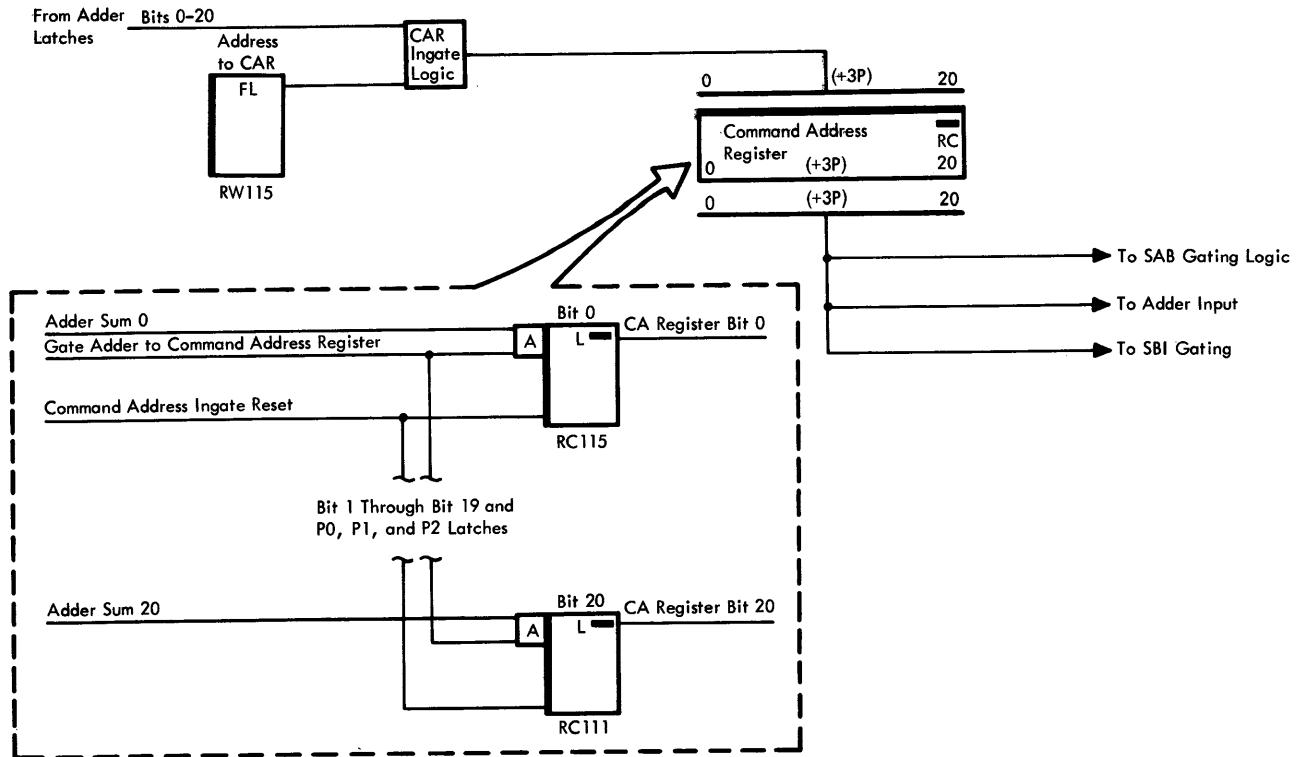 From Adder Bits 0-20
Latches
Address
to CAR
FL
RW115
CAR
Ingate
Logic
0 (+3P) 20
Command Address
Register
RC
0 (+3P) 20
0 (+3P) 20
To SAB Gating Logic
To Adder Input
To SBI Gating
Adder Sum 0
Gate Adder to Command Address Register
Command Address Ingate Reset
Bit 0
A
L
CA Register Bit 0
RC115
Bit 1 Through Bit 19 and
P0, P1, and P2 Latches
Adder Sum 20
Bit 20
A
L
CA Register Bit 20
RC111